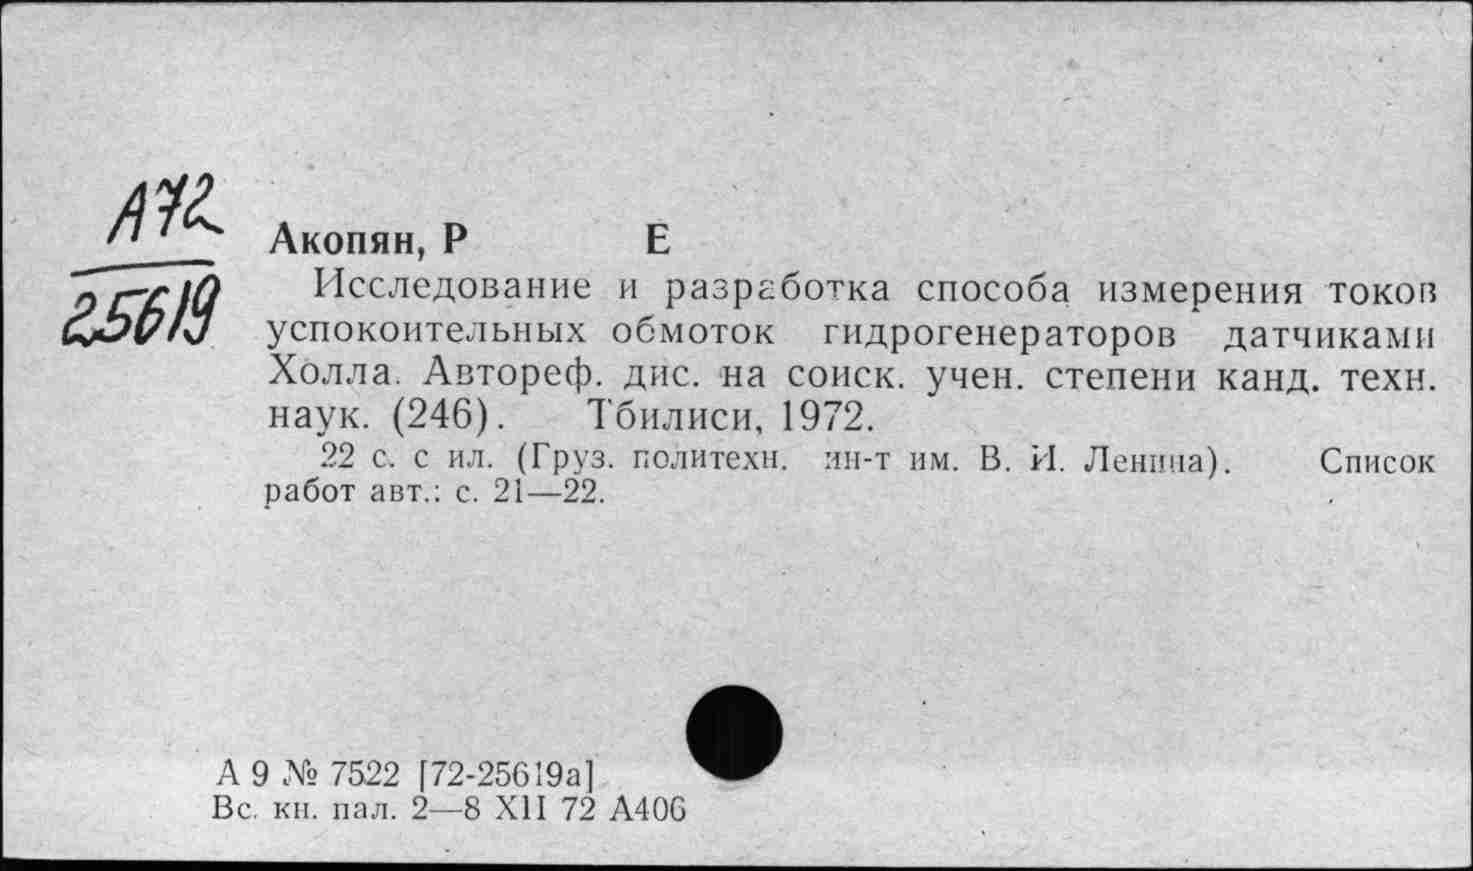 А72
25619
Акопян, Р Е
Исследование и разработка способа измерения токов
успокоительных обмоток гидрогенераторов датчиками
Холла. Автореф. дис. на соиск. учен. степени канд. техн.
наук. (246). Тбилиси, 1972.
22 с. с ил. (Груз. политехн. ин-т им. В. И. Ленина). Список
работ авт.: с. 21—22.
А 9 № 7522 [72-25619а]
Вс. кн. пал. 2—8 XII 72 А406